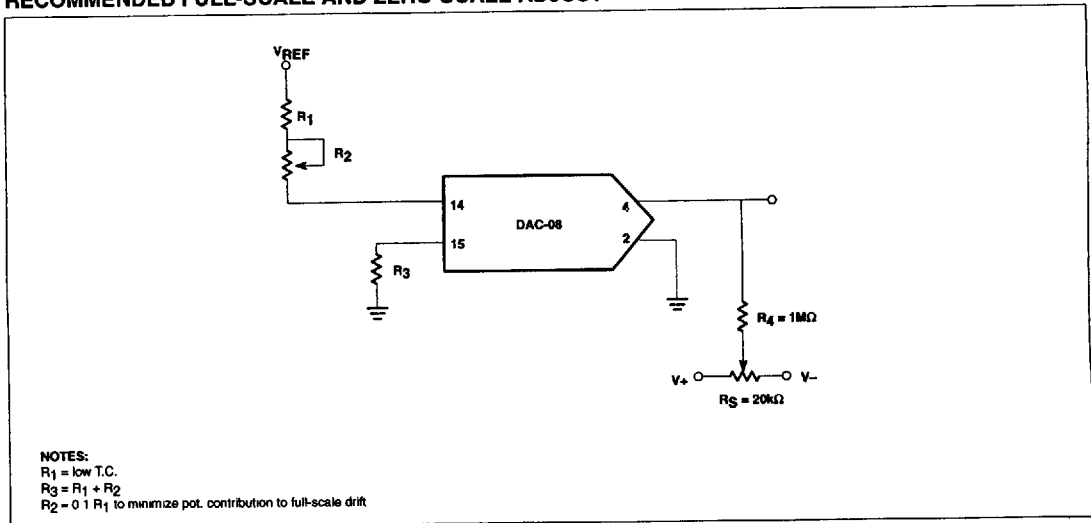 RECOMMENDED FULL-SCALE AND ZERO-SCALE ADJUST
VREF
R1
R2
14
4
DAC-08
15
2
R3
R4 = 1MΩ
V+
V–
RS = 20kΩ
NOTES:
R1 = low T.C.
R3 = R1 + R2
R2 = 0 1 R1 to minimize pot. contribution to full-scale drift